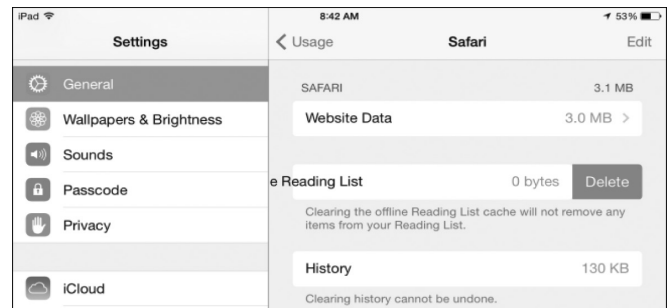 iPad 8:42 AM 53%
Settings
Usage Safari Edit
General
Wallpapers & Brightness
Sounds
Passcode
Privacy
iCloud
SAFARI 3.1 MB
Website Data 3.0 MB
e Reading List 0 bytes Delete
Clearing the offline Reading List cache will not remove any
items from your Reading List.
History 130 KB
Clearing history cannot be undone.